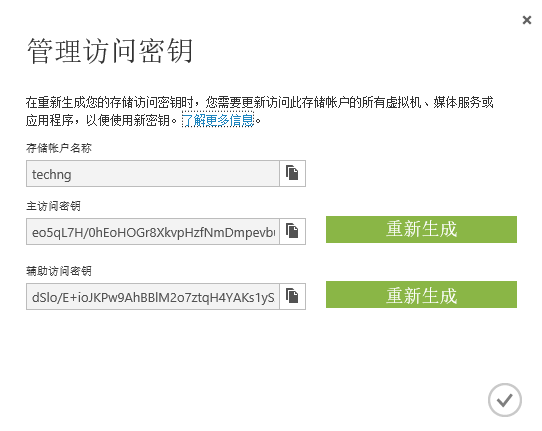 管理访问密钥
在重新生成您的存储访问密钥时，您需要更新访问此存储帐户的所有虚拟机、媒体服务或
应用程序，以便使用新密钥。了解更多信息。
存储帐户名称
techng
主访问密钥
eo5qL7H/0hEoHOGr8XkvpHzfNmDmpevb
重新生成
辅助访问密钥
dSlo/E+ioJKPw9AhBBlM2o7ztqH4YAKs1yS
重新生成